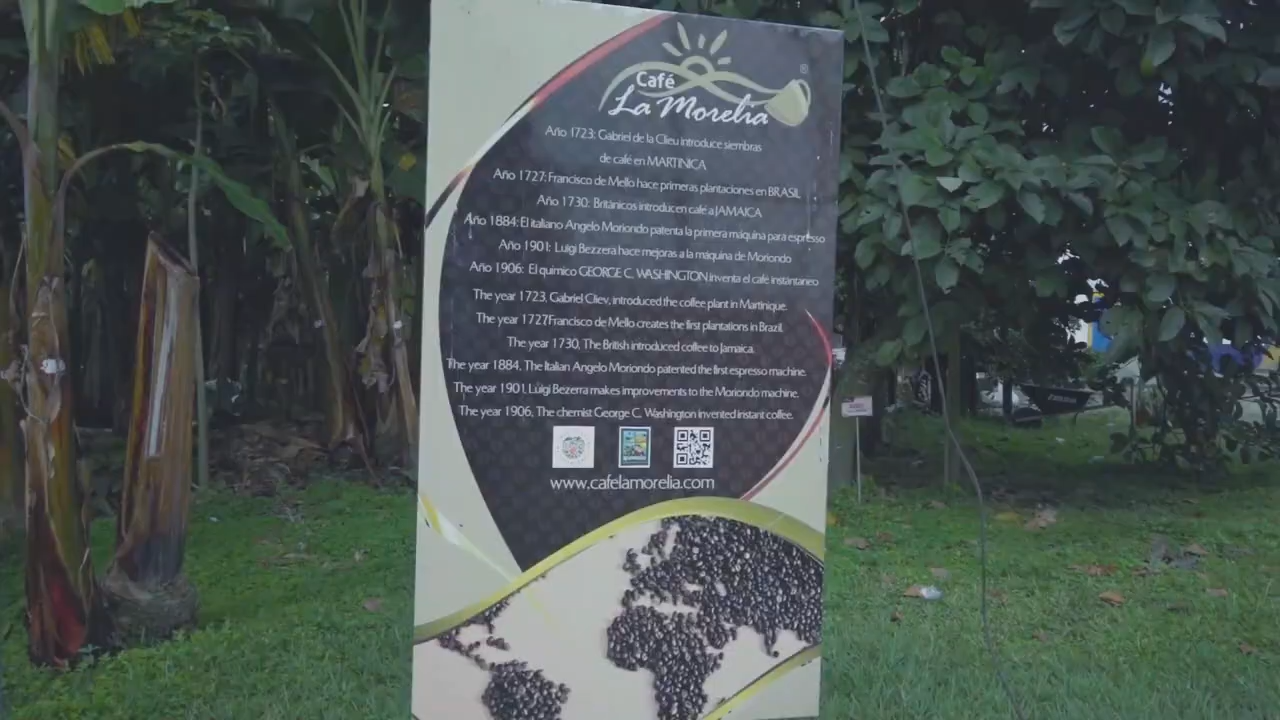 Café
La Morelia
®
Año 1723: Gabriel de la Clieu introduce siembras
de café en MARTINICA
Año 1727: Francisco de Mello hace primeras plantaciones en BRASIL
Año 1730: Británicos introducen café a JAMAICA
Año 1884: El italiano Angelo Moriondo patenta la primera máquina para espresso
Año 1901: Luigi Bezzera hace mejoras a la máquina de Moriondo
Año 1906: El químico GEORGE C. WASHINGTON inventa el café instántaneo
The year 1723, Gabriel Cliev, introduced the coffee plant in Martinique.
The year 1727Francisco de Mello creates the first plantations in Brazil.
The year 1730, The British introduced coffee to Jamaica.
The year 1884, The Italian Angelo Moriondo patented the first espresso machine.
The year 1901 Luigi Bezerra makes improvements to the Moriondo machine.
The year 1906, The chemist George C. Washington invented instant coffee.
www.cafelamorelia.com